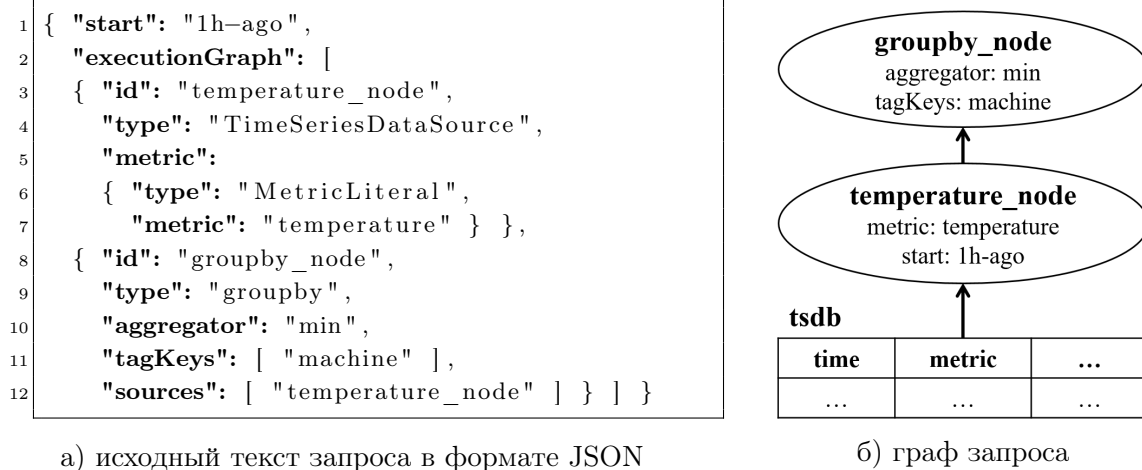 1 { "start": "1h–ago",
2 "executionGraph": [
3 { "id": "temperature_node",
4 "type": "TimeSeriesDataSource",
5 "metric":
6 { "type": "MetricLiteral",
7 "metric": "temperature" } },
8 { "id": "groupby_node",
9 "type": "groupby",
10 "aggregator": "min",
11 "tagKeys": [ "machine" ],
12 "sources": [ "temperature_node" ] } ] }
а) исходный текст запроса в формате JSON
groupby_node
aggregator: min
tagKeys: machine
temperature_node
metric: temperature
start: 1h-ago
tsdb
time metric ...
... ... ...
б) граф запроса